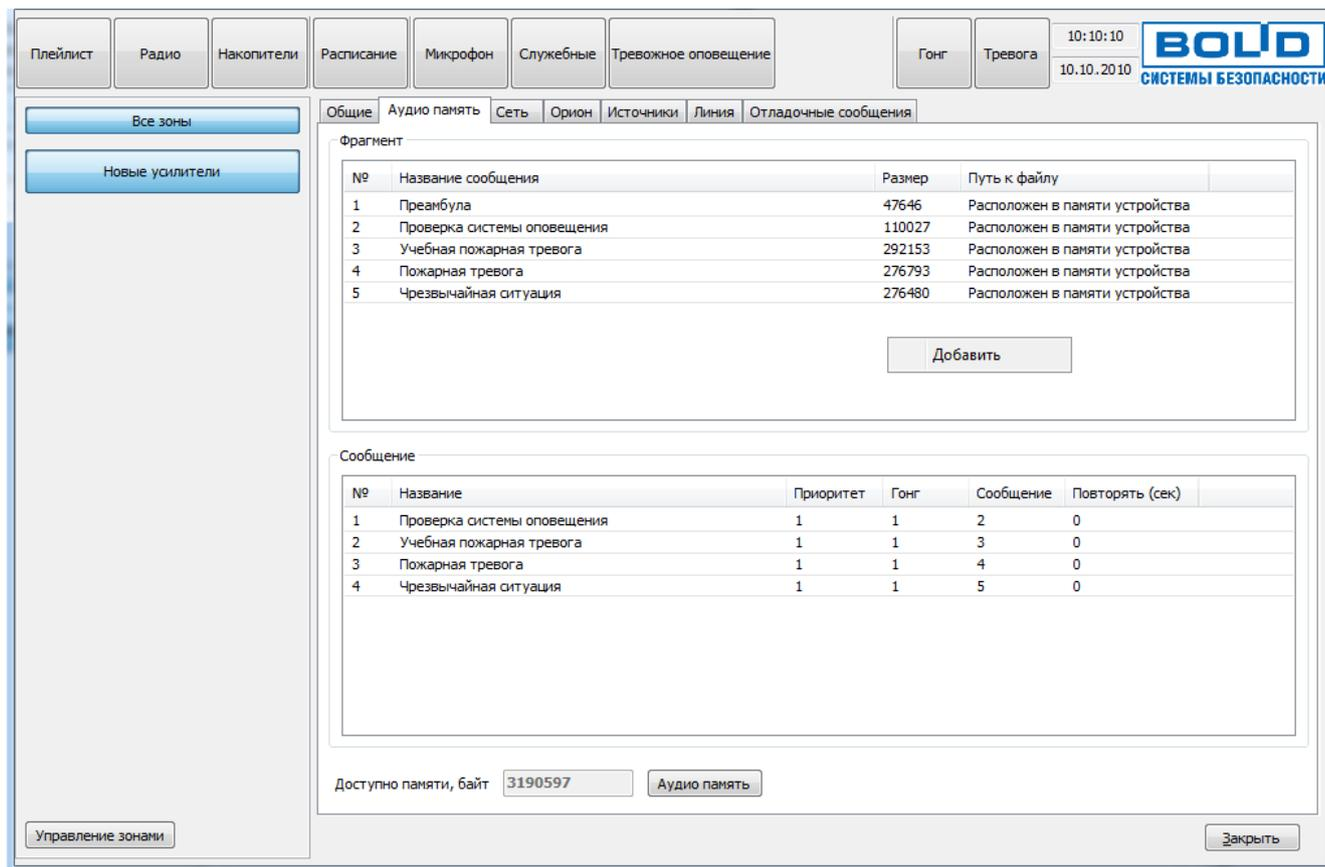 Плейлист Радио Накопители Расписание Микрофон Служебные Тревожное оповещение Гонг Тревога 10:10:10
10.10.2010
BOLID
СИСТЕМЫ БЕЗОПАСНОСТИ
Все зоны
Новые усилители
Общие Аудио память Сеть Орион Источники Линия Отладочные сообщения
Фрагмент
№ Название сообщения Размер Путь к файлу
1 Преамбула 47646 Расположен в памяти устройства
2 Проверка системы оповещения 110027 Расположен в памяти устройства
3 Учебная пожарная тревога 292153 Расположен в памяти устройства
4 Пожарная тревога 276793 Расположен в памяти устройства
5 Чрезвычайная ситуация 276480 Расположен в памяти устройства
Добавить
Сообщение
№ Название Приоритет Гонг Сообщение Повторять (сек)
1 Проверка системы оповещения 1 1 2 0
2 Учебная пожарная тревога 1 1 3 0
3 Пожарная тревога 1 1 4 0
4 Чрезвычайная ситуация 1 1 5 0
Доступно памяти, байт 3190597 Аудио память
Управление зонами
Закрыть